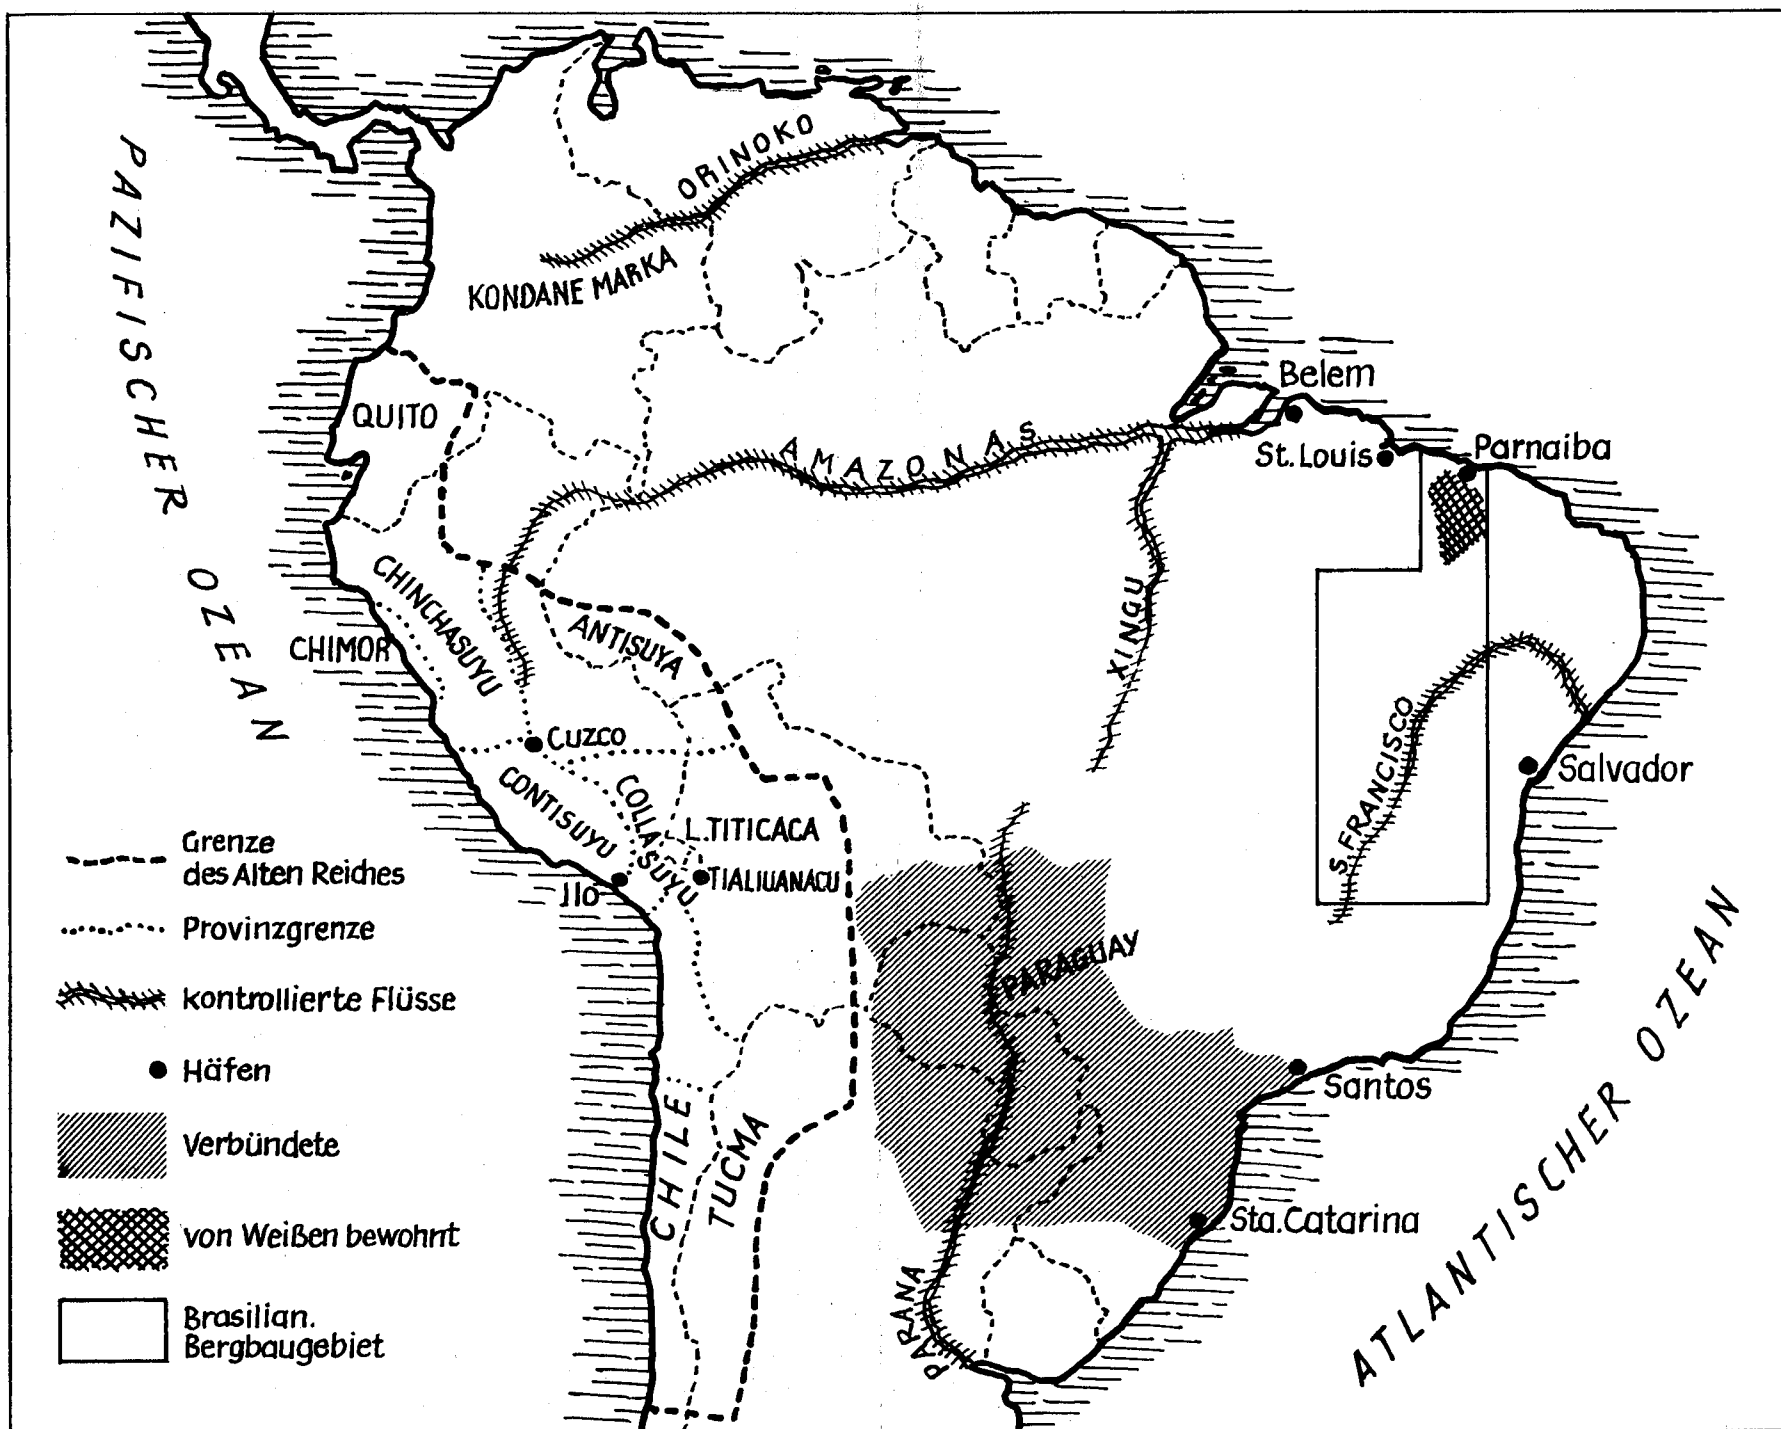 PAZIFISCHER OZEAN
ORINOKO
KONDANE MARKA
QUITO
AMAZONAS
Belem
St. Louis
Parnaiba
XINGU
CHINCHASUYU
CHIMOR
ANTISUYA
Cuzco
CONTISUYU
COLLASUYU
L. TITICACA
TIALIUANACU
Jlo
S. FRANCISCO
Salvador
PARAGUAY
Santos
Sta. Catarina
CHILE
TUCMA
PARANA
ATLANTISCHER OZEAN
Grenze
des Alten Reiches
Provinzgrenze
kontrollierte Flüsse
Häfen
Verbündete
von Weißen bewohnt
Brasilian.
Bergbaugebiet